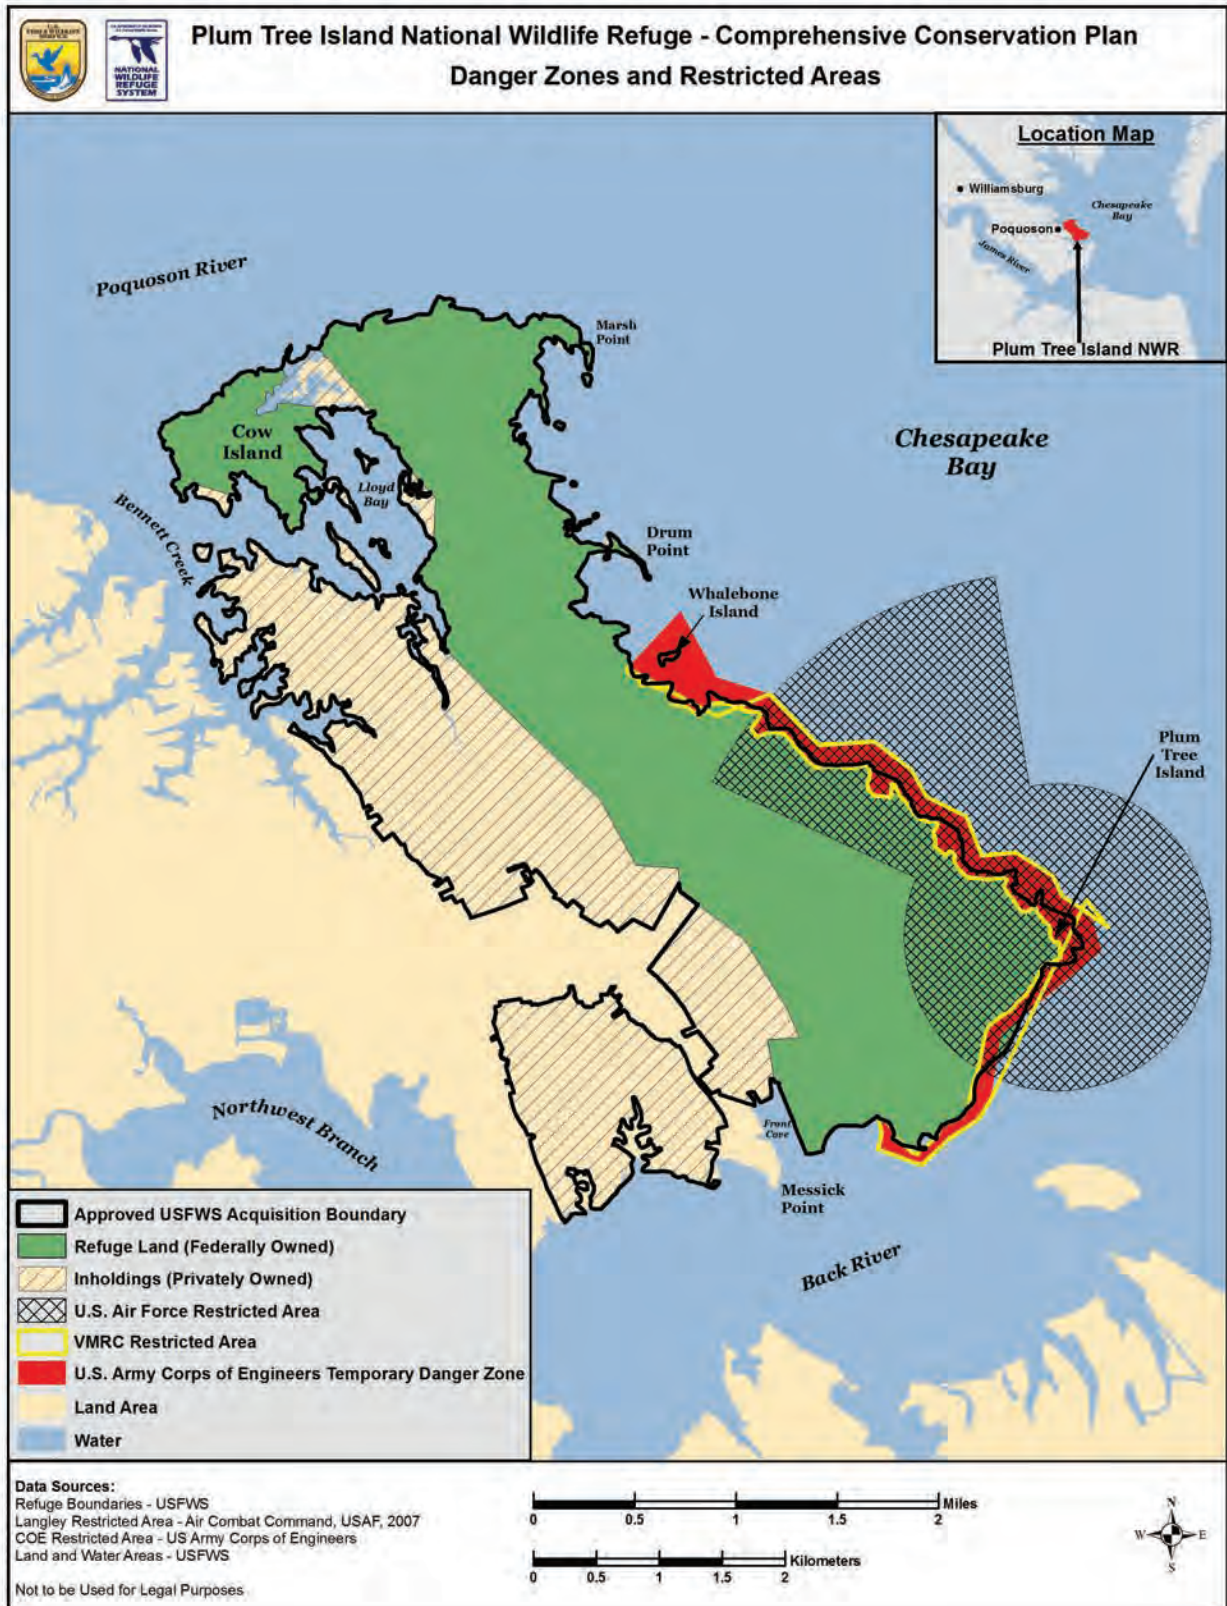 U.S.
FISH & WILDLIFE
SERVICE
NATIONAL
WILDLIFE
REFUGE
SYSTEM
Plum Tree Island National Wildlife Refuge - Comprehensive Conservation Plan
Danger Zones and Restricted Areas
Location Map
Williamsburg
Chesapeake
Bay
Poquoson
James River
Plum Tree Island NWR
Poquoson River
Marsh
Point
Cow
Island
Chesapeake
Bay
Lloyd
Bay
Bennett Creek
Drum
Point
Whalebone
Island
Plum
Tree
Island
Northwest Branch
Front
Cove
Messick
Point
Back River
Approved USFWS Acquisition Boundary
Refuge Land (Federally Owned)
Inholdings (Privately Owned)
U.S. Air Force Restricted Area
VMRC Restricted Area
U.S. Army Corps of Engineers Temporary Danger Zone
Land Area
Water
Data Sources:
Refuge Boundaries - USFWS
Langley Restricted Area - Air Combat Command, USAF, 2007
COE Restricted Area - US Army Corps of Engineers
Land and Water Areas - USFWS
Not to be Used for Legal Purposes
Miles
0 0.5 1 1.5 2
Kilometers
0 0.5 1 1.5 2
N
W E
S